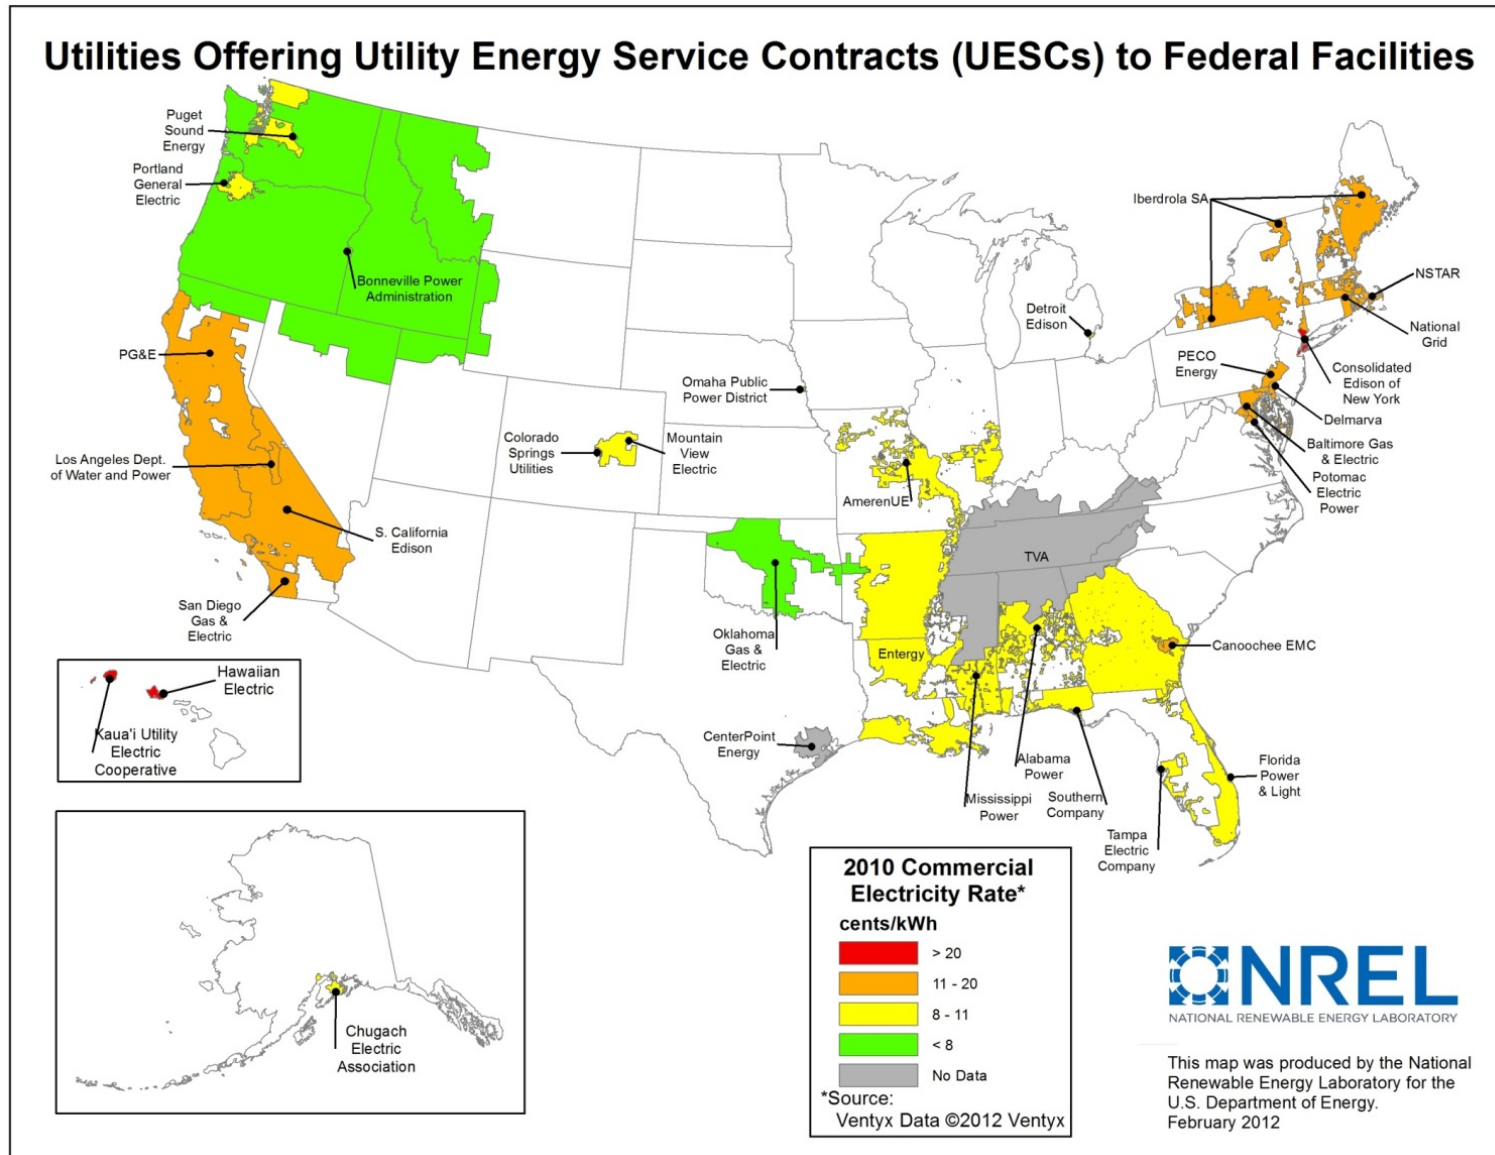 Utilities Offering Utility Energy Service Contracts (UESCs) to Federal Facilities
Puget
Sound
Energy
Portland
General
Electric
Bonneville Power
Administration
PG&E
Los Angeles Dept.
of Water and Power
S. California
Edison
San Diego
Gas &
Electric
Colorado
Springs
Utilities
Mountain
View
Electric
Omaha Public
Power District
AmerenUE
Detroit
Edison
Iberdrola SA
NSTAR
National
Grid
Consolidated
Edison of
New York
PECO
Energy
Delmarva
Baltimore Gas
& Electric
Potomac
Electric
Power
TVA
Oklahoma
Gas &
Electric
Entergy
Canoochee EMC
CenterPoint
Energy
Mississippi
Power
Alabama
Power
Southern
Company
Tampa
Electric
Company
Florida
Power
& Light
Hawaiian
Electric
Kaua'i Utility
Electric
Cooperative
Chugach
Electric
Association
2010 Commercial
Electricity Rate*
cents/kWh
> 20
11 - 20
8 - 11
< 8
No Data
*Source:
Ventyx Data ©2012 Ventyx
NREL
NATIONAL RENEWABLE ENERGY LABORATORY
This map was produced by the National
Renewable Energy Laboratory for the
U.S. Department of Energy.
February 2012